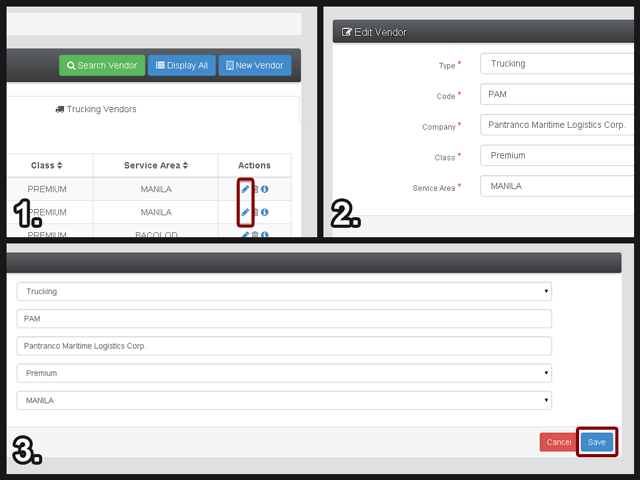 Search Vendor Display All New Vendor
Trucking Vendors
Class Service Area Actions
PREMIUM MANILA
PREMIUM MANILA
PREMIUM BACOLOD
1.
Edit Vendor
Type * Trucking
Code * PAM
Company * Pantranco Maritime Logistics Corp.
Class * Premium
Service Area * MANILA
2.
Trucking
PAM
Pantranco Maritime Logistics Corp.
Premium
MANILA
Cancel Save
3.